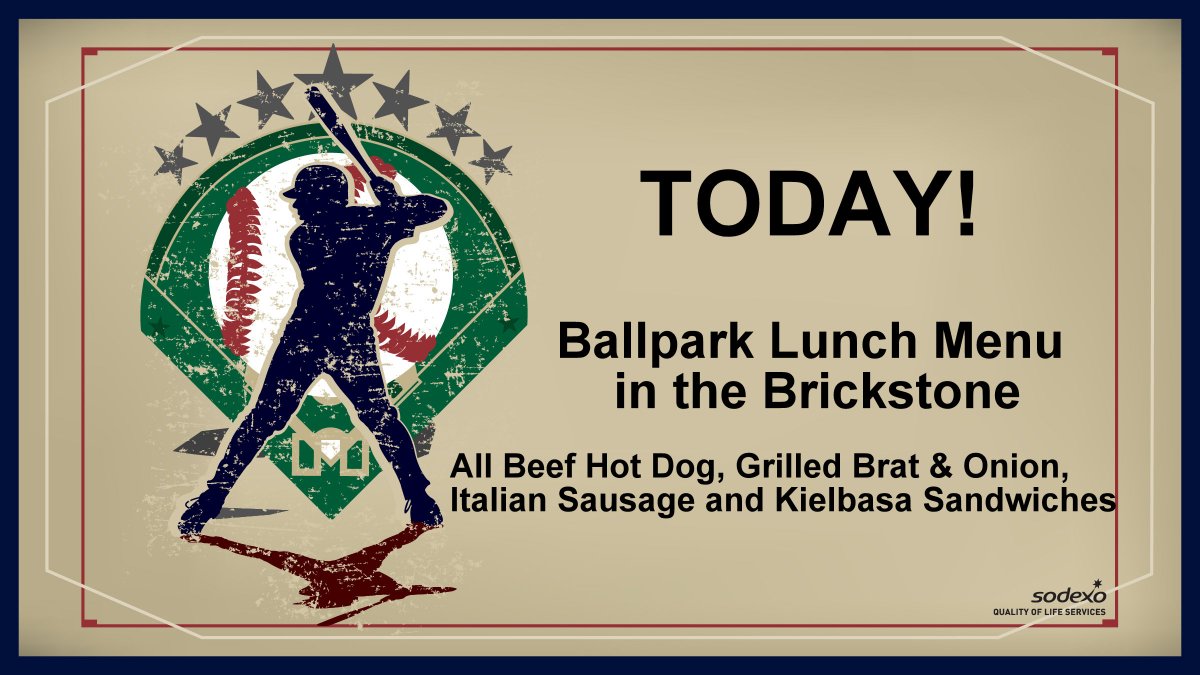 TODAY!
Ballpark Lunch Menu
in the Brickstone
All Beef Hot Dog, Grilled Brat & Onion,
Italian Sausage and Kielbasa Sandwiches
sodexo
QUALITY OF LIFE SERVICES